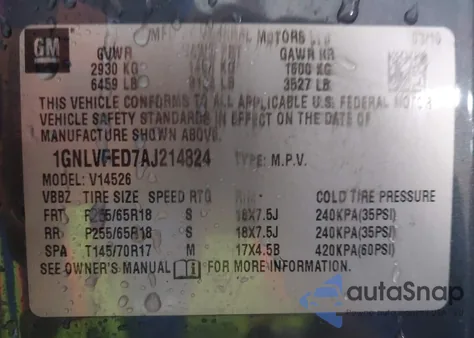 GM
MOTORS
GVWR GAWR RR
2930 KG 1600 KG
6459 LB 3527 LB
THIS VEHICLE CONFORMS TO ALL APPLICABLE U.S. FEDERAL MOTOR
VEHICLE SAFETY STANDARDS IN EFFECT ON THE DATE OF
MANUFACTURE SHOWN ABOVE.
1GNLVFED7AJ214824 TYPE: M.P.V.
MODEL: V14526
VBBZ TIRE SIZE SPEED RTG RIM COLD TIRE PRESSURE
FRT P255/65R18 S 18X7.5J 240KPA(35PSI)
RR P255/65R18 S 18X7.5J 240KPA(35PSI)
SPA T145/70R17 M 17X4.5B 420KPA(60PSI)
SEE OWNER'S MANUAL FOR MORE INFORMATION.
autoSnap